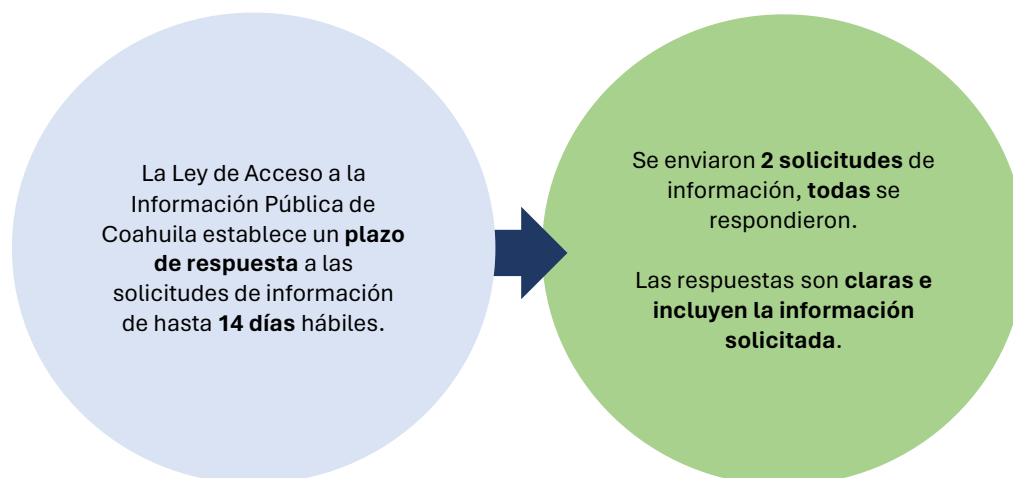 La Ley de Acceso a la
Información Pública de
Coahuila establece un plazo
de respuesta a las
solicitudes de información
de hasta 14 días hábiles.
Se enviaron 2 solicitudes de
información, todas se
respondieron.
Las respuestas son claras e
incluyen la información
solicitada.